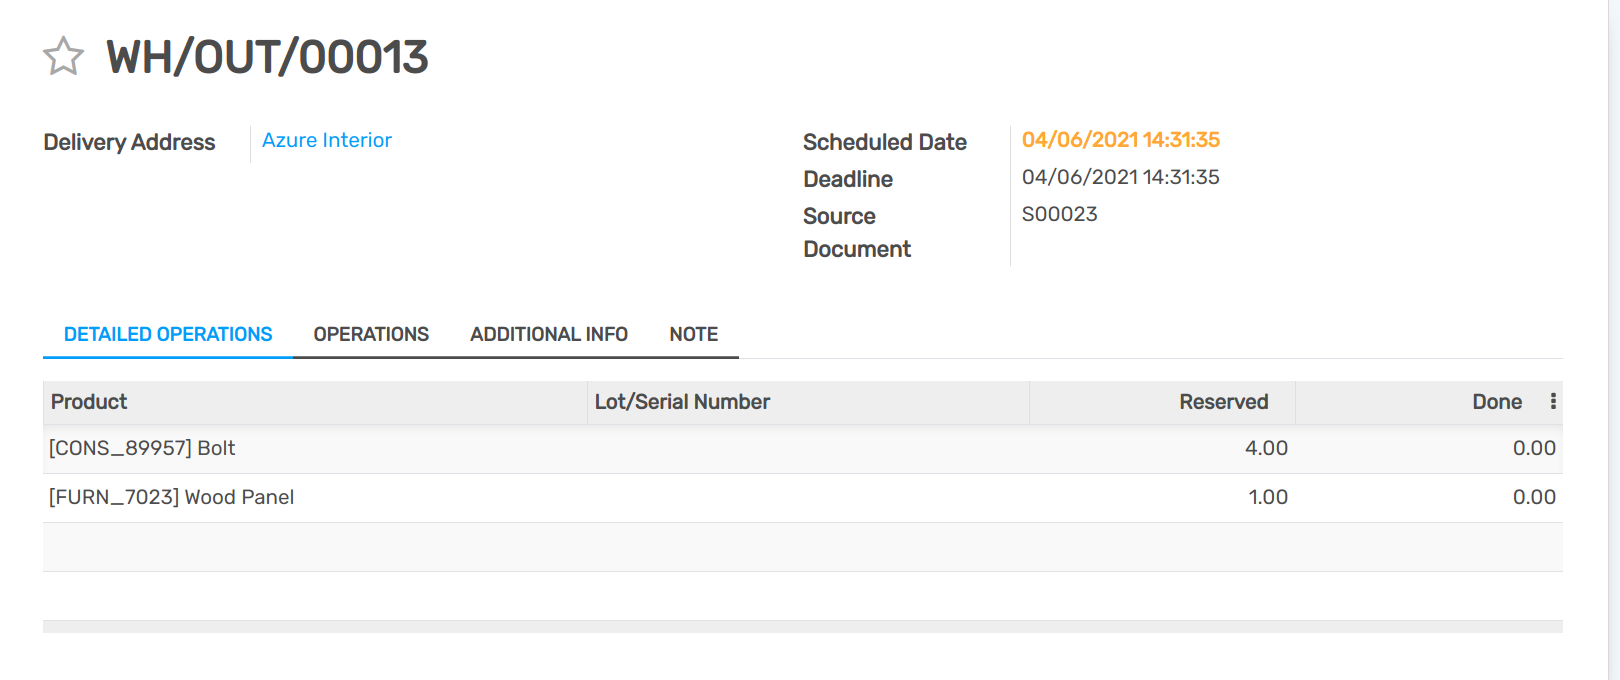 WH/OUT/00013
Delivery Address
Azure Interior
Scheduled Date
04/06/2021 14:31:35
Deadline
04/06/2021 14:31:35
Source
Document
S00023
DETAILED OPERATIONS
OPERATIONS
ADDITIONAL INFO
NOTE
Product
Lot/Serial Number
Reserved
Done
[CONS_89957] Bolt
4.00
0.00
[FURN_7023] Wood Panel
1.00
0.00